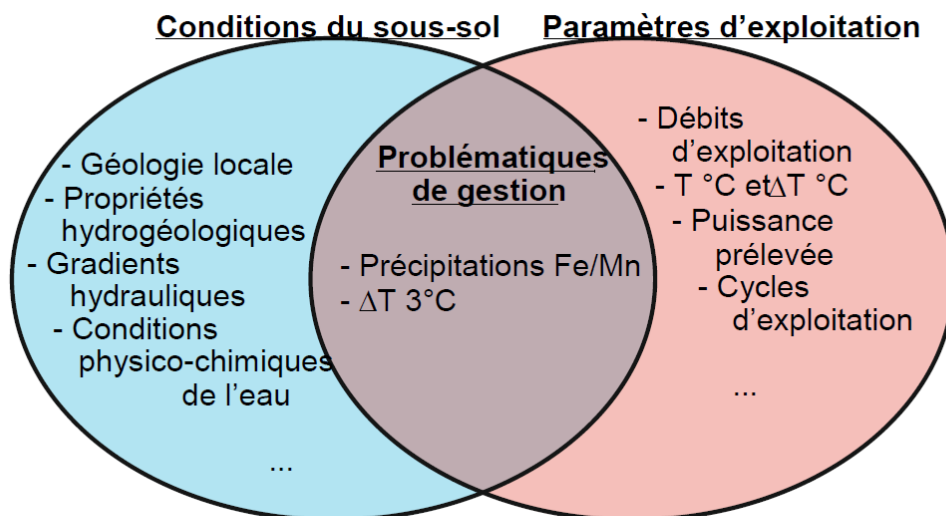 Conditions du sous-sol
- Géologie locale
- Propriétés
hydrogéologiques
- Gradients
hydrauliques
- Conditions
physico-chimiques
de l'eau
...
Problématiques
de gestion
- Précipitations Fe/Mn
- ΔT 3°C
Paramètres d'exploitation
- Débits
d'exploitation
- T °C etΔT °C
- Puissance
prélevée
- Cycles
d'exploitation
...